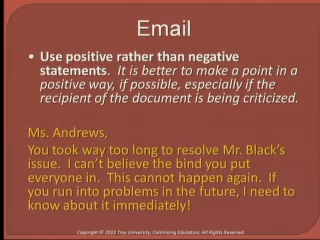 Email
• Use positive rather than negative
statements. It is better to make a point in a
positive way, if possible, especially if the
recipient of the document is being criticized.
Ms. Andrews,
You took way too long to resolve Mr. Black's
issue. I can't believe the bind you put
everyone in. This cannot happen again. If
you run into problems in the future, I need to
know about it immediately!
Copyright © 2015 Troy University, Continuing Education, All Rights Reserved.